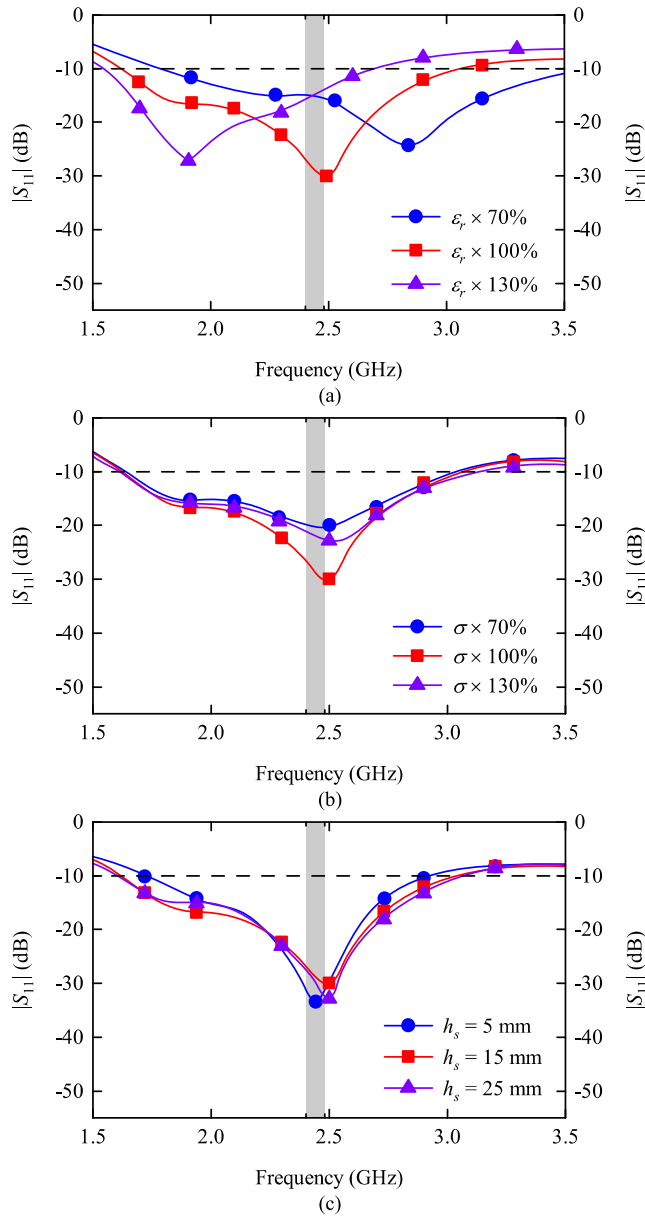 0 0
-10 -10
-20 -20
-30 -30
-40 -40
-50 -50
|S₁₁| (dB) |S₁₁| (dB)
εᵣ × 70%
εᵣ × 100%
εᵣ × 130%
1.5 2.0 2.5 3.0 3.5
Frequency (GHz)
(a)
0 0
-10 -10
-20 -20
-30 -30
-40 -40
-50 -50
|S₁₁| (dB) |S₁₁| (dB)
σ × 70%
σ × 100%
σ × 130%
1.5 2.0 2.5 3.0 3.5
Frequency (GHz)
(b)
0 0
-10 -10
-20 -20
-30 -30
-40 -40
-50 -50
|S₁₁| (dB) |S₁₁| (dB)
hₛ = 5 mm
hₛ = 15 mm
hₛ = 25 mm
1.5 2.0 2.5 3.0 3.5
Frequency (GHz)
(c)